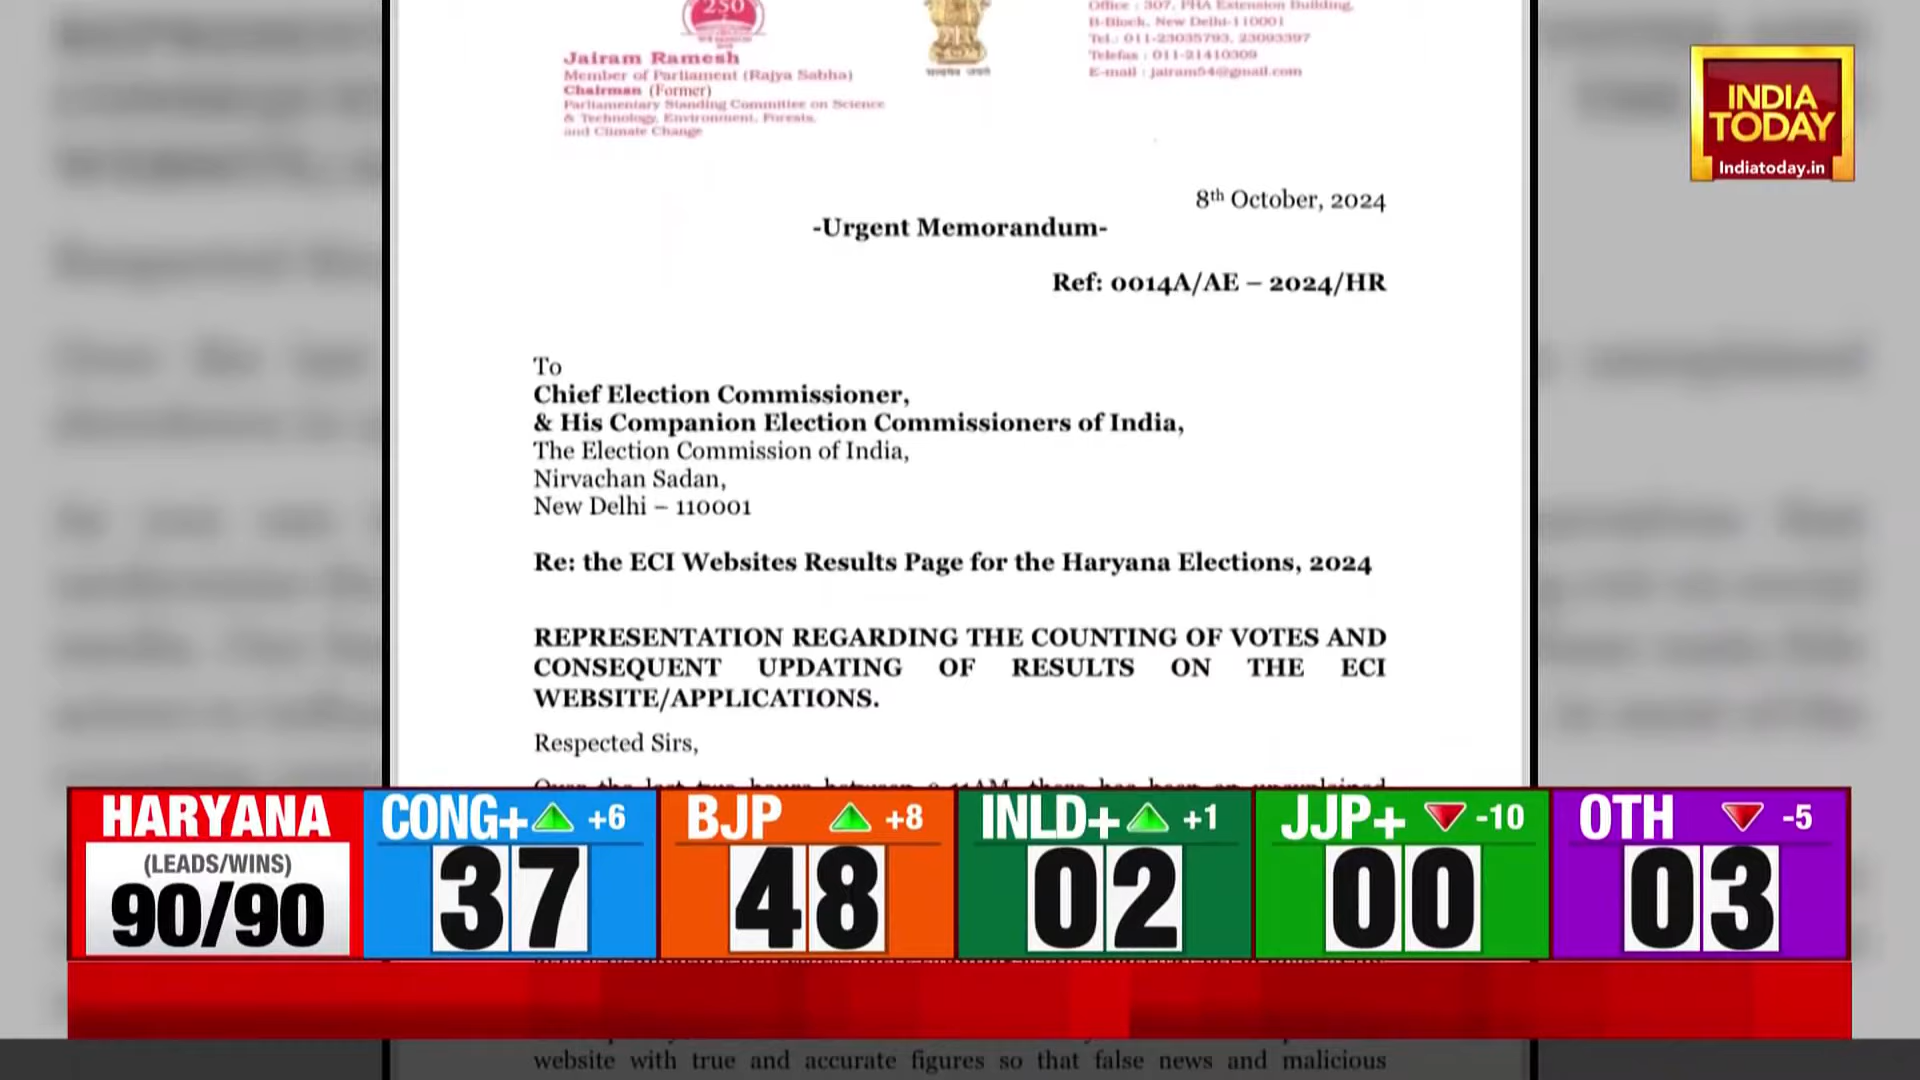 250
Jairam Ramesh
Member of Parliament (Rajya Sabha)
Chairman (Former)
Parliamentary Standing Committee on Science
& Technology, Environment, Forests,
and Climate Change
सत्यमेव जयते
Office : 307, PHA Extension Building,
B-Block, New Delhi-110001
Tel.: 011-23035793, 23093397
Telefax : 011-21410309
E-mail : jairam54@gmail.com
INDIA
TODAY
Indiatoday.in
8th October, 2024
-Urgent Memorandum-
Ref: 0014A/AE – 2024/HR
To
Chief Election Commissioner,
& His Companion Election Commissioners of India,
The Election Commission of India,
Nirvachan Sadan,
New Delhi – 110001
Re: the ECI Websites Results Page for the Haryana Elections, 2024
REPRESENTATION REGARDING THE COUNTING OF VOTES AND
CONSEQUENT UPDATING OF RESULTS ON THE ECI
WEBSITE/APPLICATIONS.
Respected Sirs,
HARYANA
(LEADS/WINS)
90/90
CONG+ +6
37
BJP +8
48
INLD+ +1
02
JJP+ -10
00
OTH -5
03
website with true and accurate figures so that false news and malicious